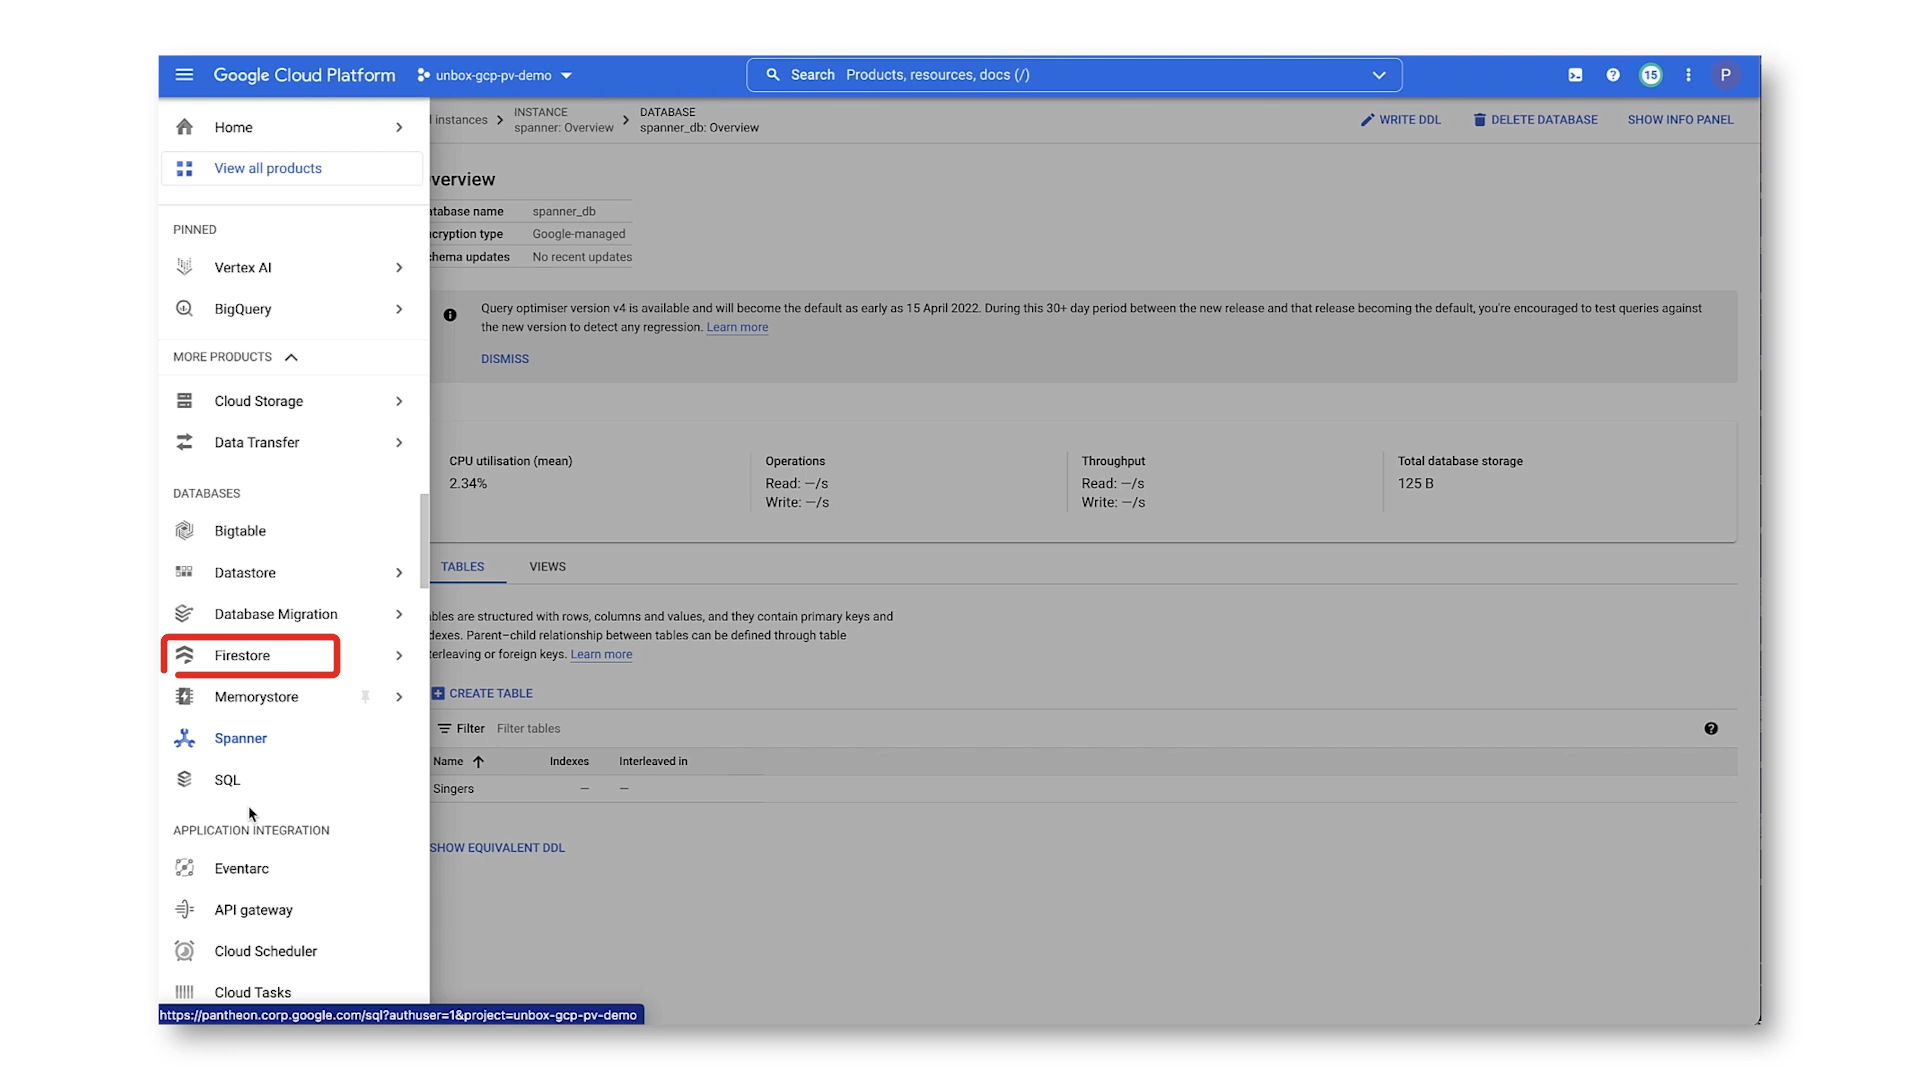 Google Cloud Platform
unbox-gcp-pv-demo
Search Products, resources, docs (/)
15
P
Home
View all products
PINNED
Vertex AI
BigQuery
MORE PRODUCTS
Cloud Storage
Data Transfer
DATABASES
Bigtable
Datastore
Database Migration
Firestore
Memorystore
Spanner
SQL
APPLICATION INTEGRATION
Eventarc
API gateway
Cloud Scheduler
Cloud Tasks
https://pantheon.corp.google.com/sql?authuser=1&project=unbox-gcp-pv-demo
instances
INSTANCE
spanner: Overview
DATABASE
spanner_db: Overview
WRITE DDL
DELETE DATABASE
SHOW INFO PANEL
verview
tabase name spanner_db
cryption type Google-managed
hema updates No recent updates
Query optimiser version v4 is available and will become the default as early as 15 April 2022. During this 30+ day period between the new release and that release becoming the default, you're encouraged to test queries against
the new version to detect any regression. Learn more
DISMISS
CPU utilisation (mean)
2.34%
Operations
Read: —/s
Write: —/s
Throughput
Read: —/s
Write: —/s
Total database storage
125 B
TABLES VIEWS
bles are structured with rows, columns and values, and they contain primary keys and
dexes. Parent–child relationship between tables can be defined through table
terleaving or foreign keys. Learn more
CREATE TABLE
Filter Filter tables
Name Indexes Interleaved in
Singers — —
SHOW EQUIVALENT DDL